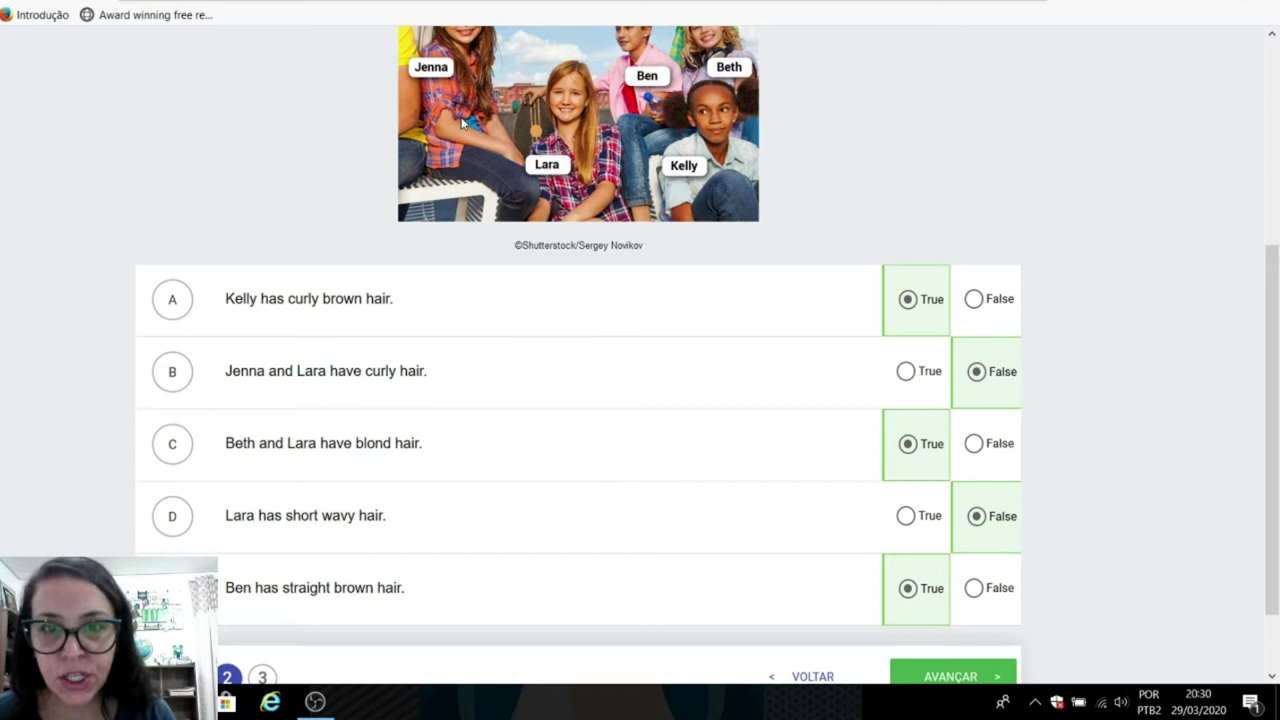 Introdução Award winning free re...
Jenna
Ben
Beth
Lara
Kelly
©Shutterstock/Sergey Novikov
A Kelly has curly brown hair. True False
B Jenna and Lara have curly hair. True False
C Beth and Lara have blond hair. True False
D Lara has short wavy hair. True False
Ben has straight brown hair. True False
2 3 < VOLTAR AVANÇAR >
POR 20:30
PTB2 29/03/2020 1